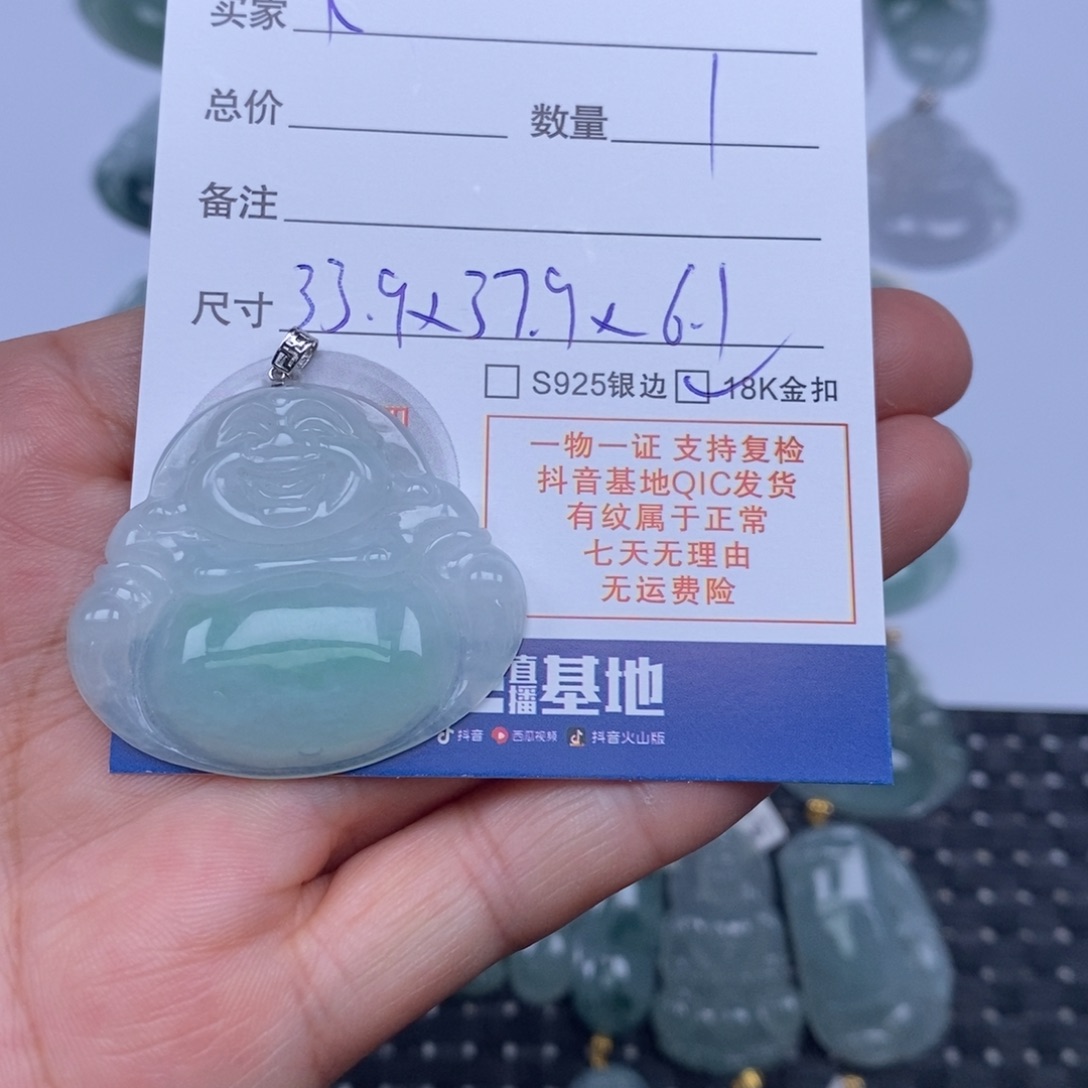 买家
总价 数量 1
备注
尺寸 33.9x37.9x6.1
S925银边 18K金扣
一物一证 支持复检
抖音基地QIC发货
有纹属于正常
七天无理由
无运费险
直播基地
抖音 西瓜视频 抖音火山版